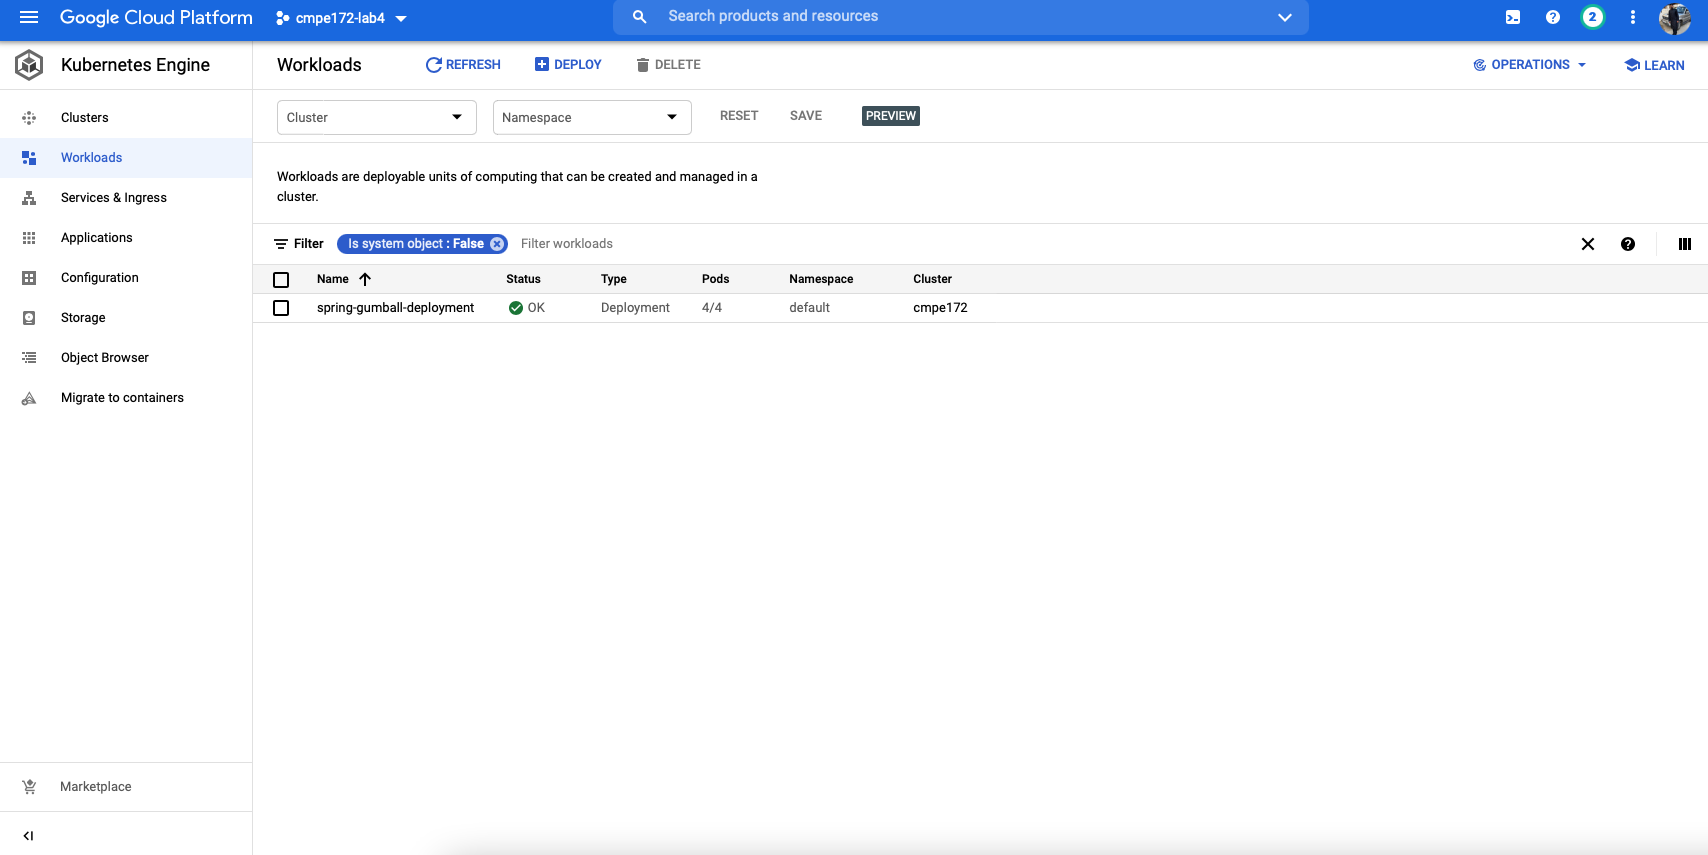 Google Cloud Platform
cmpe172-lab4
Search products and resources
2
Kubernetes Engine
Workloads
REFRESH
DEPLOY
DELETE
OPERATIONS
LEARN
Clusters
Workloads
Services & Ingress
Applications
Configuration
Storage
Object Browser
Migrate to containers
Marketplace
Cluster
Namespace
RESET
SAVE
PREVIEW
Workloads are deployable units of computing that can be created and managed in a
cluster.
Filter
Is system object : False
Filter workloads
Name Status Type Pods Namespace Cluster
spring-gumball-deployment OK Deployment 4/4 default cmpe172